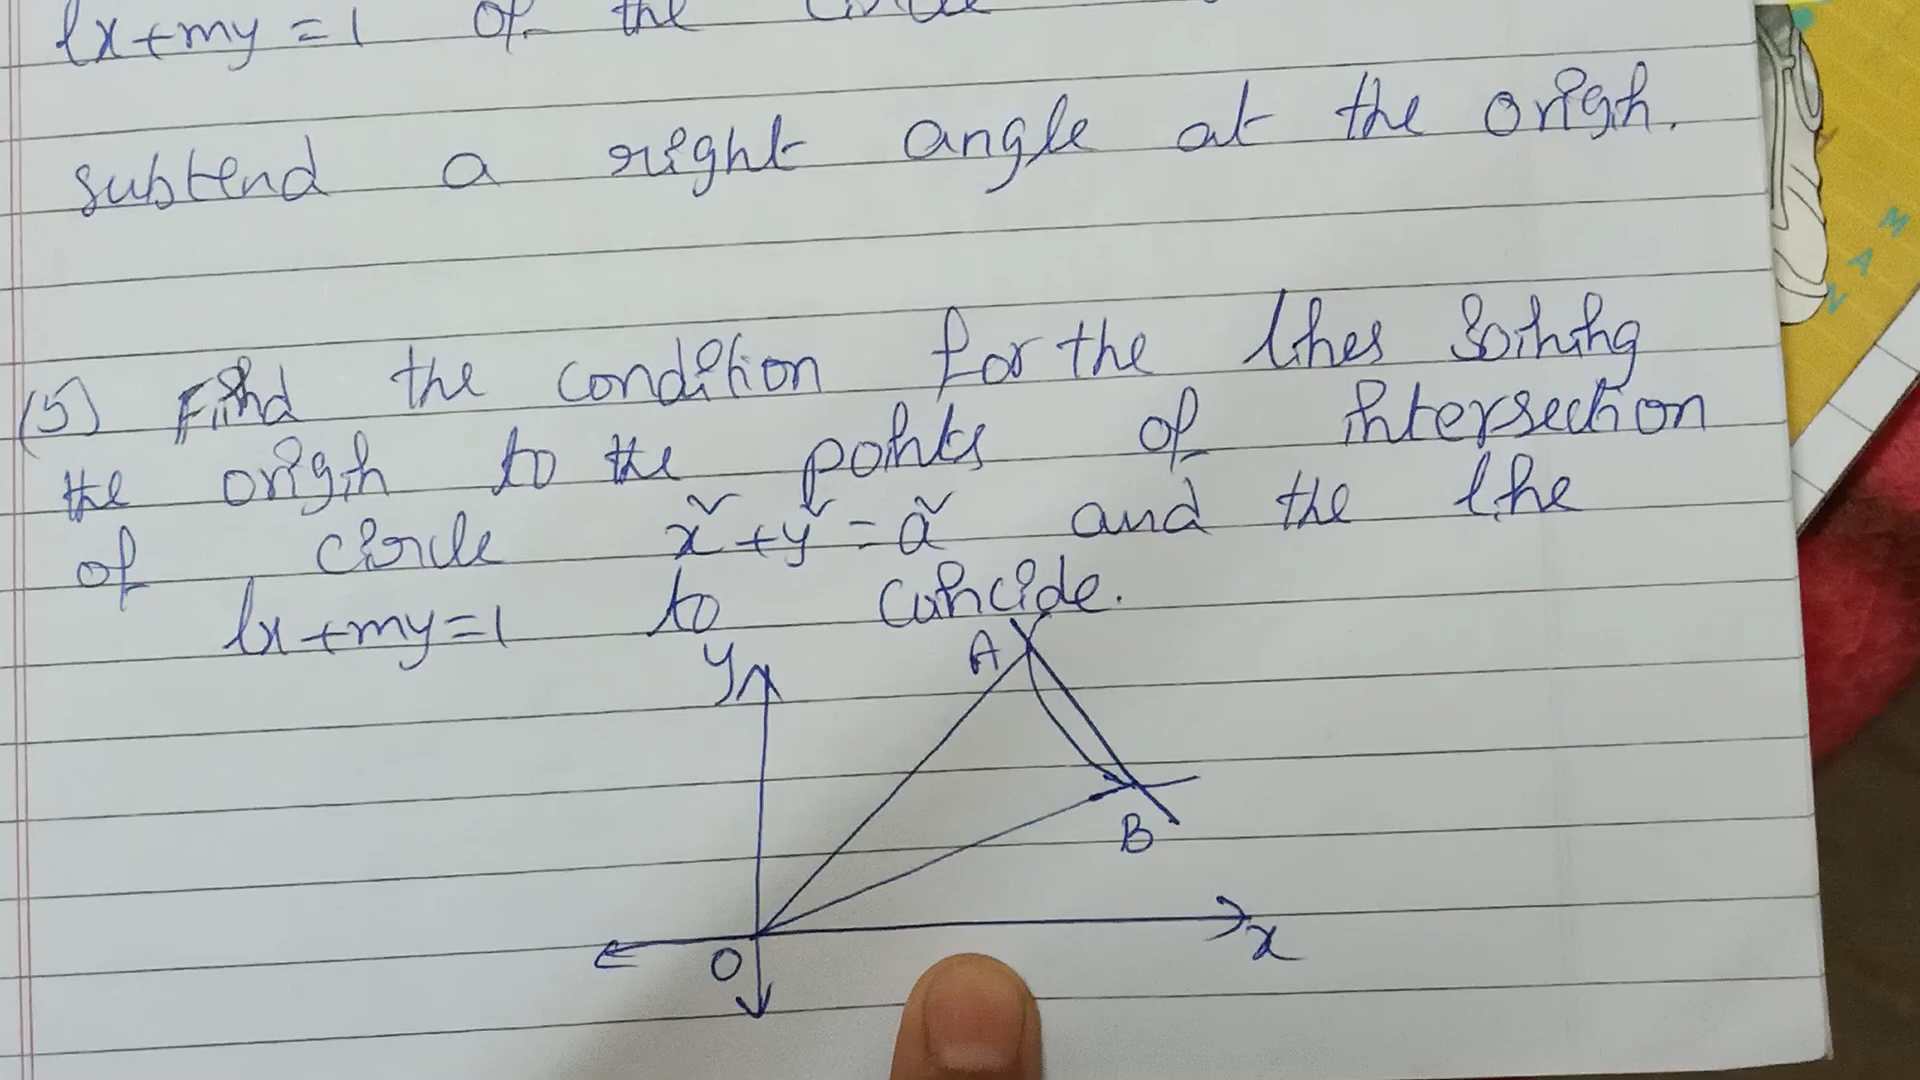 lx+my=1 of the circle
subtend a right angle at the origin.
(5) Find the condition for the lines joining
the origin to the points of intersection
of circle x²+y²=a² and the line
lx+my=1 to coincide.
y
A
B
O
x
M
A
N